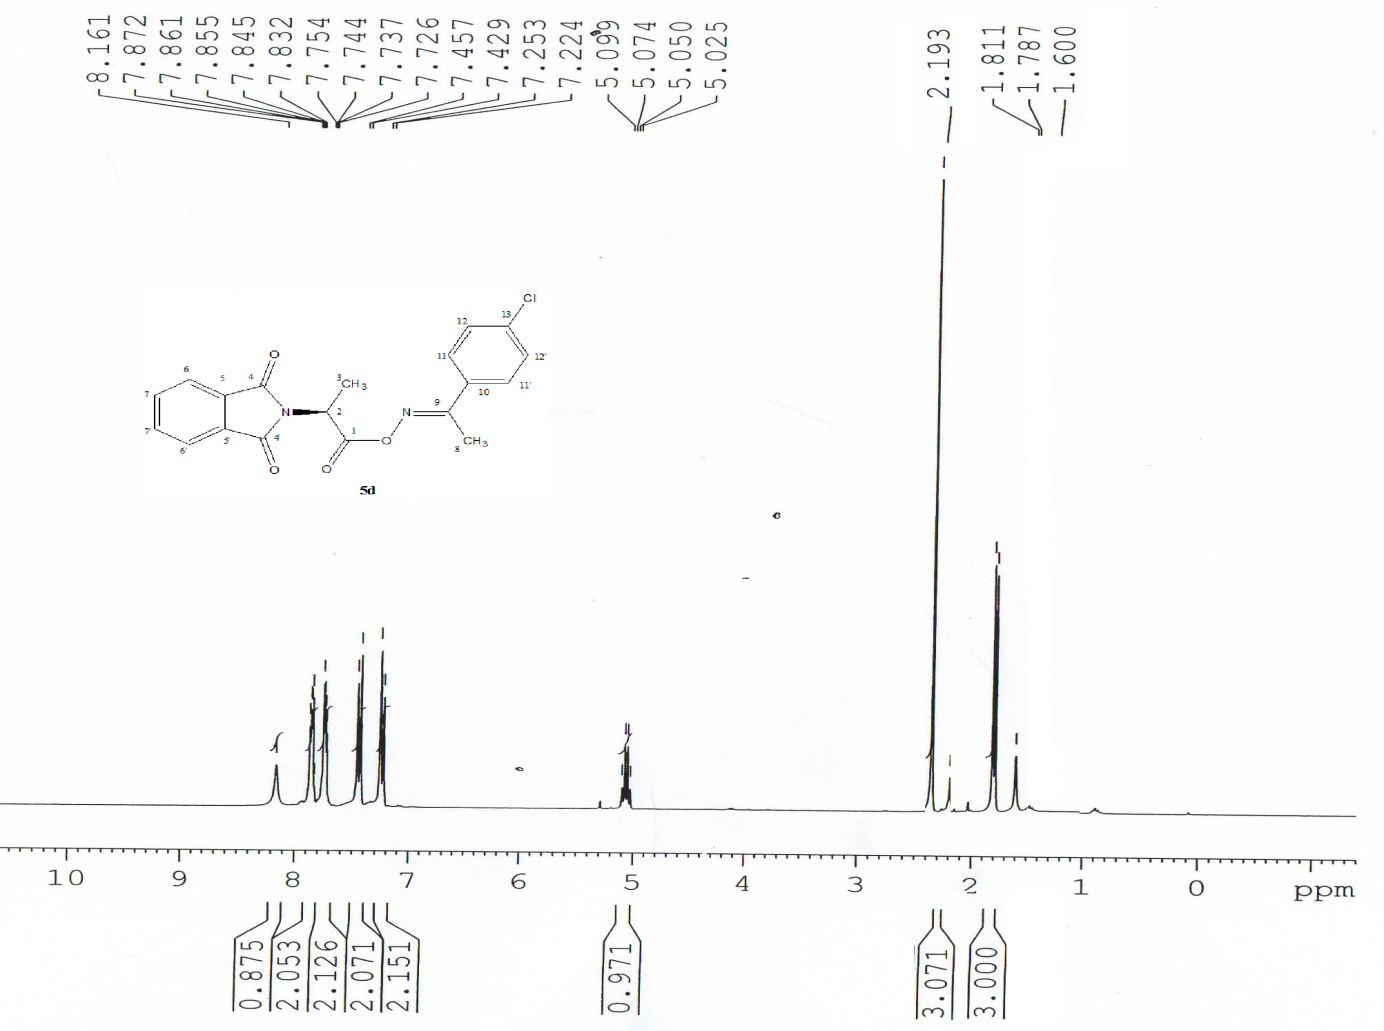 8.161 7.872 7.861 7.855 7.845 7.832 7.754 7.744 7.737 7.726 7.457 7.429 7.253 7.224 5.099 5.074 5.050 5.025 2.193 1.811 1.787 1.600
Cl
12 13
11 12'
11'
10
O
6 5 4 3 CH3
7 N 2 N 9
7' 5' 4' 1 O 8 CH3
6'
O O
5d
10 9 8 7 6 5 4 3 2 1 0 ppm
0.875 2.053 2.126 2.071 2.151 0.971 3.071 3.000